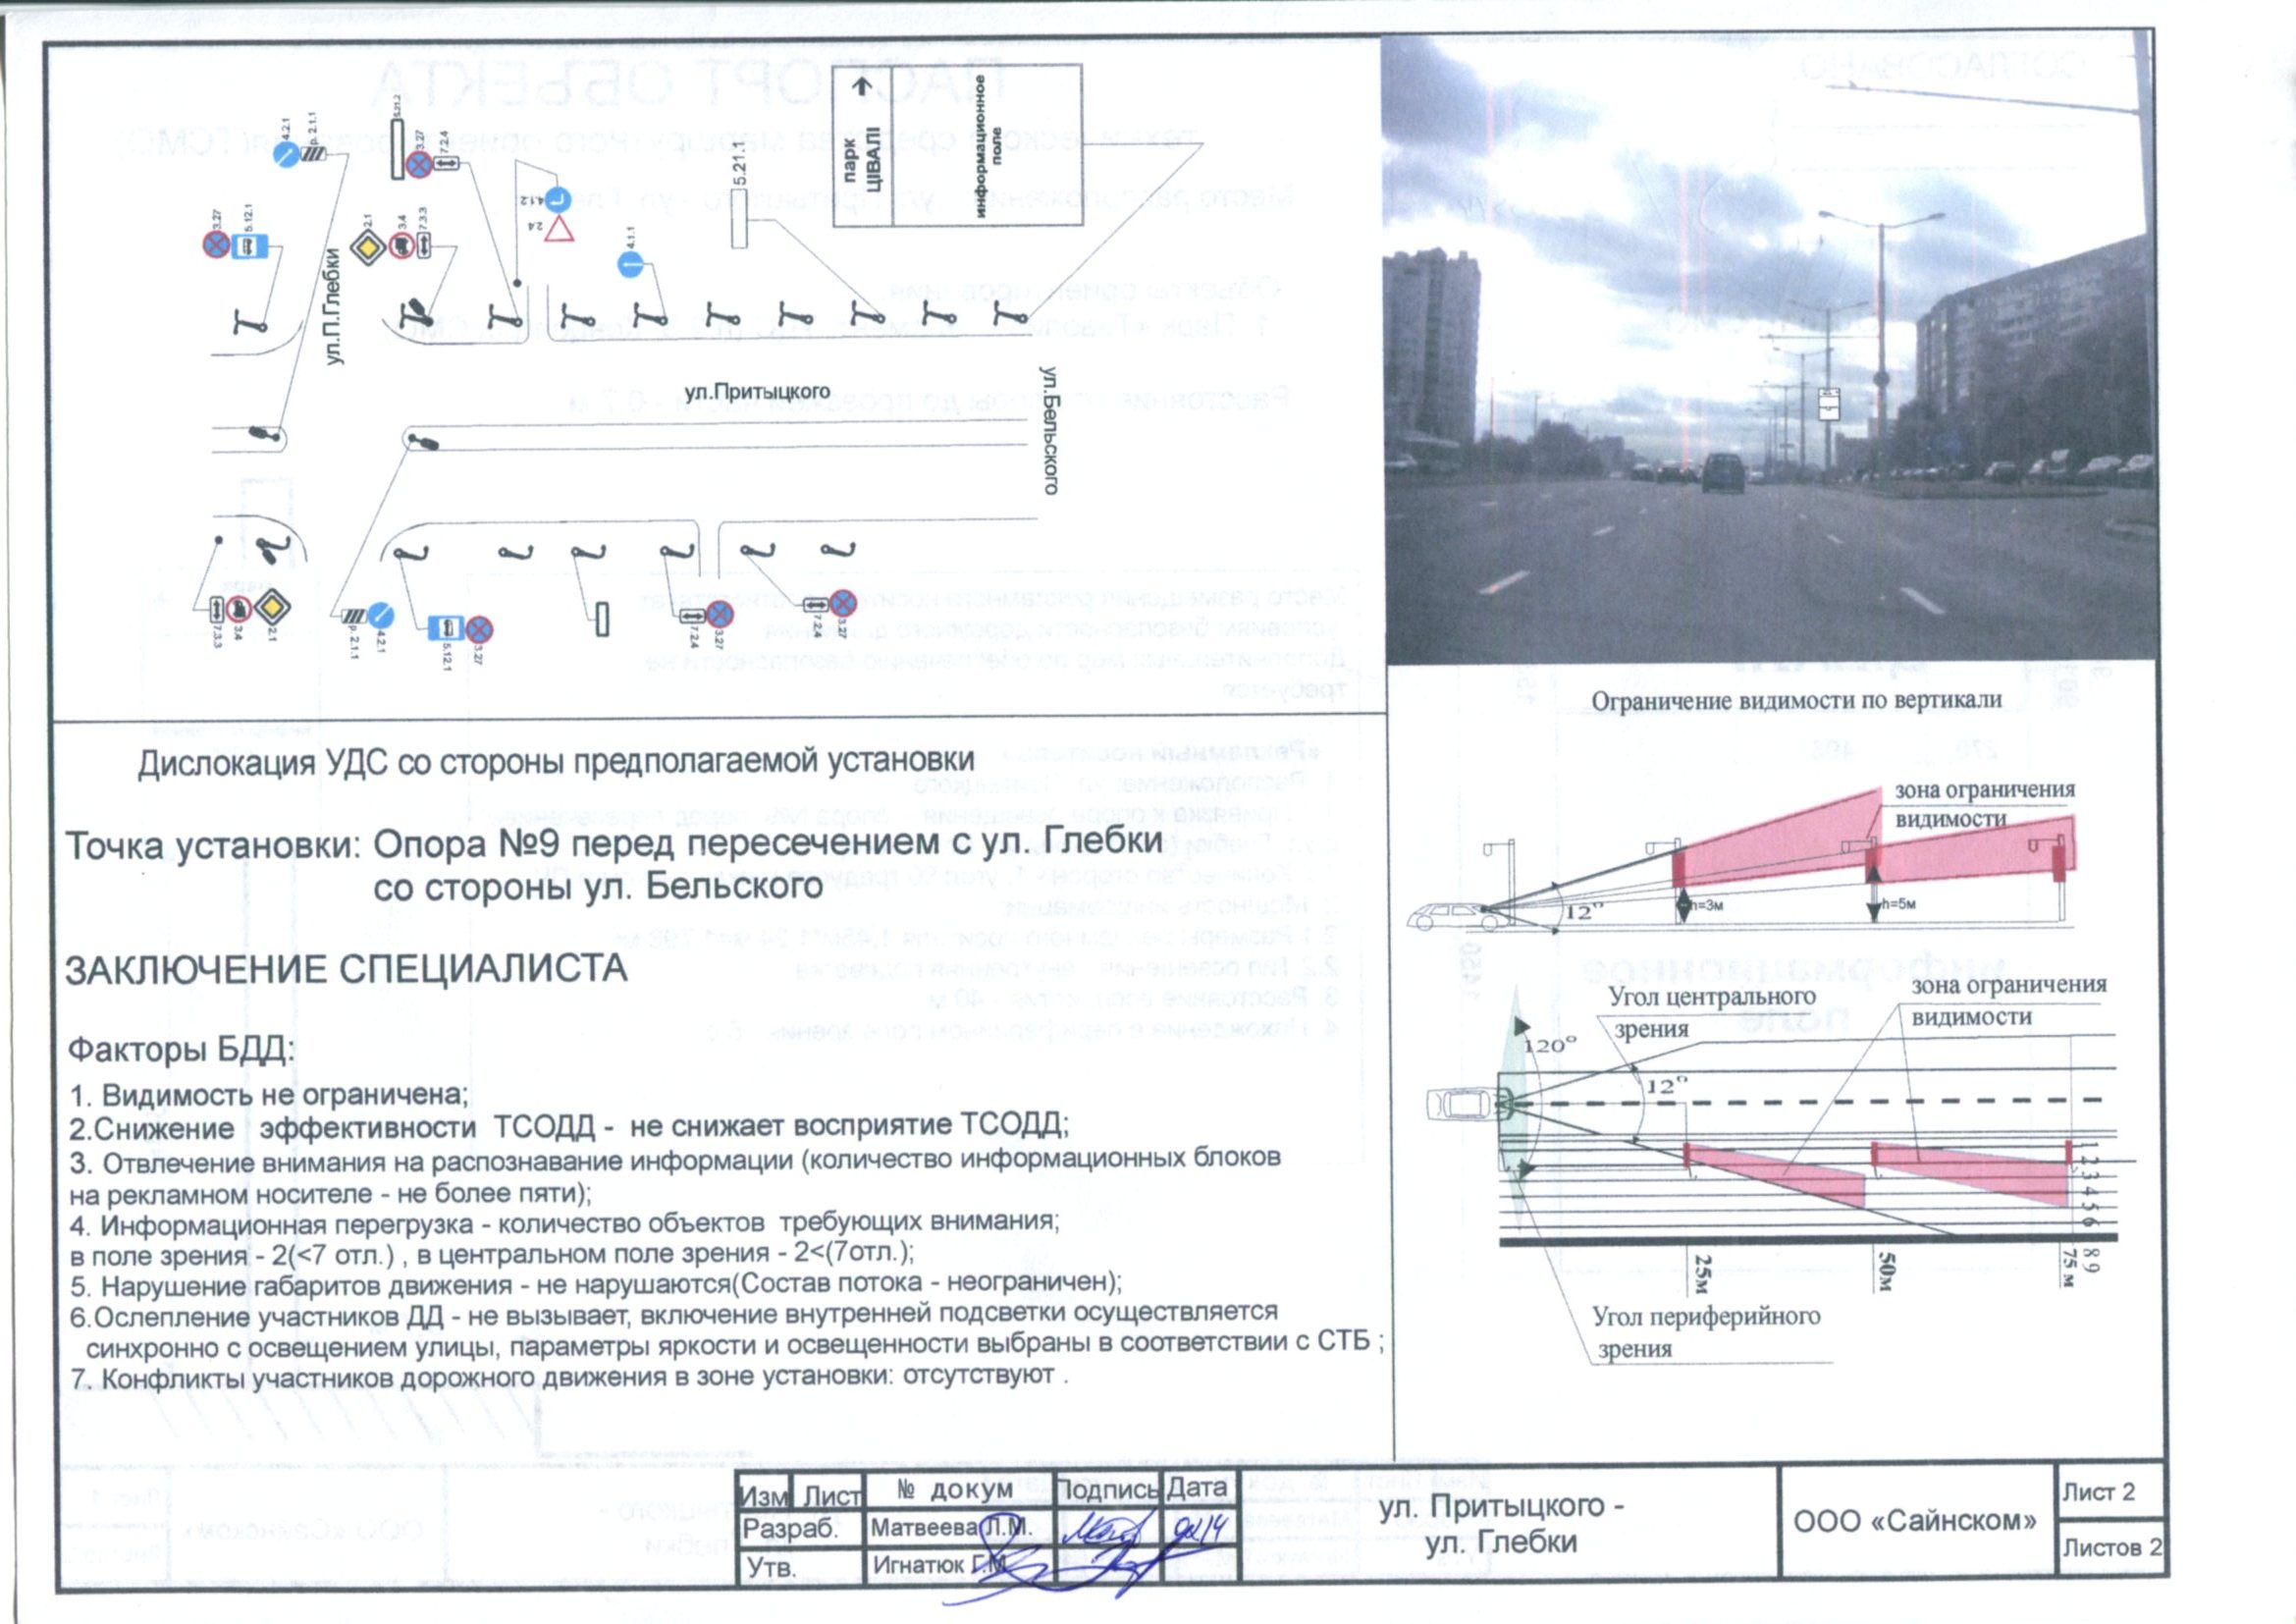 4.2.1
р.2.1.1
5.21.2
3.27
7.2.4
3.27
5.12.1
2.1
3.4
7.3.3
4.1.2
2.4
4.1.1
5.21.1
парк
ЦІВАЛІ
информационное
поле
ул.П.Глебки
ул.Притыцкого
ул.Бельского
7.3.3
3.4
2.1
р.2.1.1
4.2.1
5.12.1
3.27
7.2.4
3.27
7.2.4
3.27
Дислокация УДС со стороны предполагаемой установки
Точка установки: Опора №9 перед пересечением с ул. Глебки
со стороны ул. Бельского
ЗАКЛЮЧЕНИЕ СПЕЦИАЛИСТА
Факторы БДД:
1. Видимость не ограничена;
2.Снижение эффективности ТСОДД - не снижает восприятие ТСОДД;
3. Отвлечение внимания на распознавание информации (количество информационных блоков
на рекламном носителе - не более пяти);
4. Информационная перегрузка - количество объектов требующих внимания;
в поле зрения - 2(<7 отл.) , в центральном поле зрения - 2<(7отл.);
5. Нарушение габаритов движения - не нарушаются(Состав потока - неограничен);
6.Ослепление участников ДД - не вызывает, включение внутренней подсветки осуществляется
синхронно с освещением улицы, параметры яркости и освещенности выбраны в соответствии с СТБ ;
7. Конфликты участников дорожного движения в зоне установки: отсутствуют .
Ограничение видимости по вертикали
зона ограничения
видимости
12°
h=3м
h=5м
Угол центрального
зрения
зона ограничения
видимости
120°
12°
1 2 3 4 5 6 8 9
25м
50м
75 м
Угол периферийного
зрения
Изм Лист № докум Подпись Дата
Разраб. Матвеева Л.М.
Утв. Игнатюк Г.М.
ул. Притыцкого -
ул. Глебки
ООО «Сайнском»
Лист 2
Листов 2